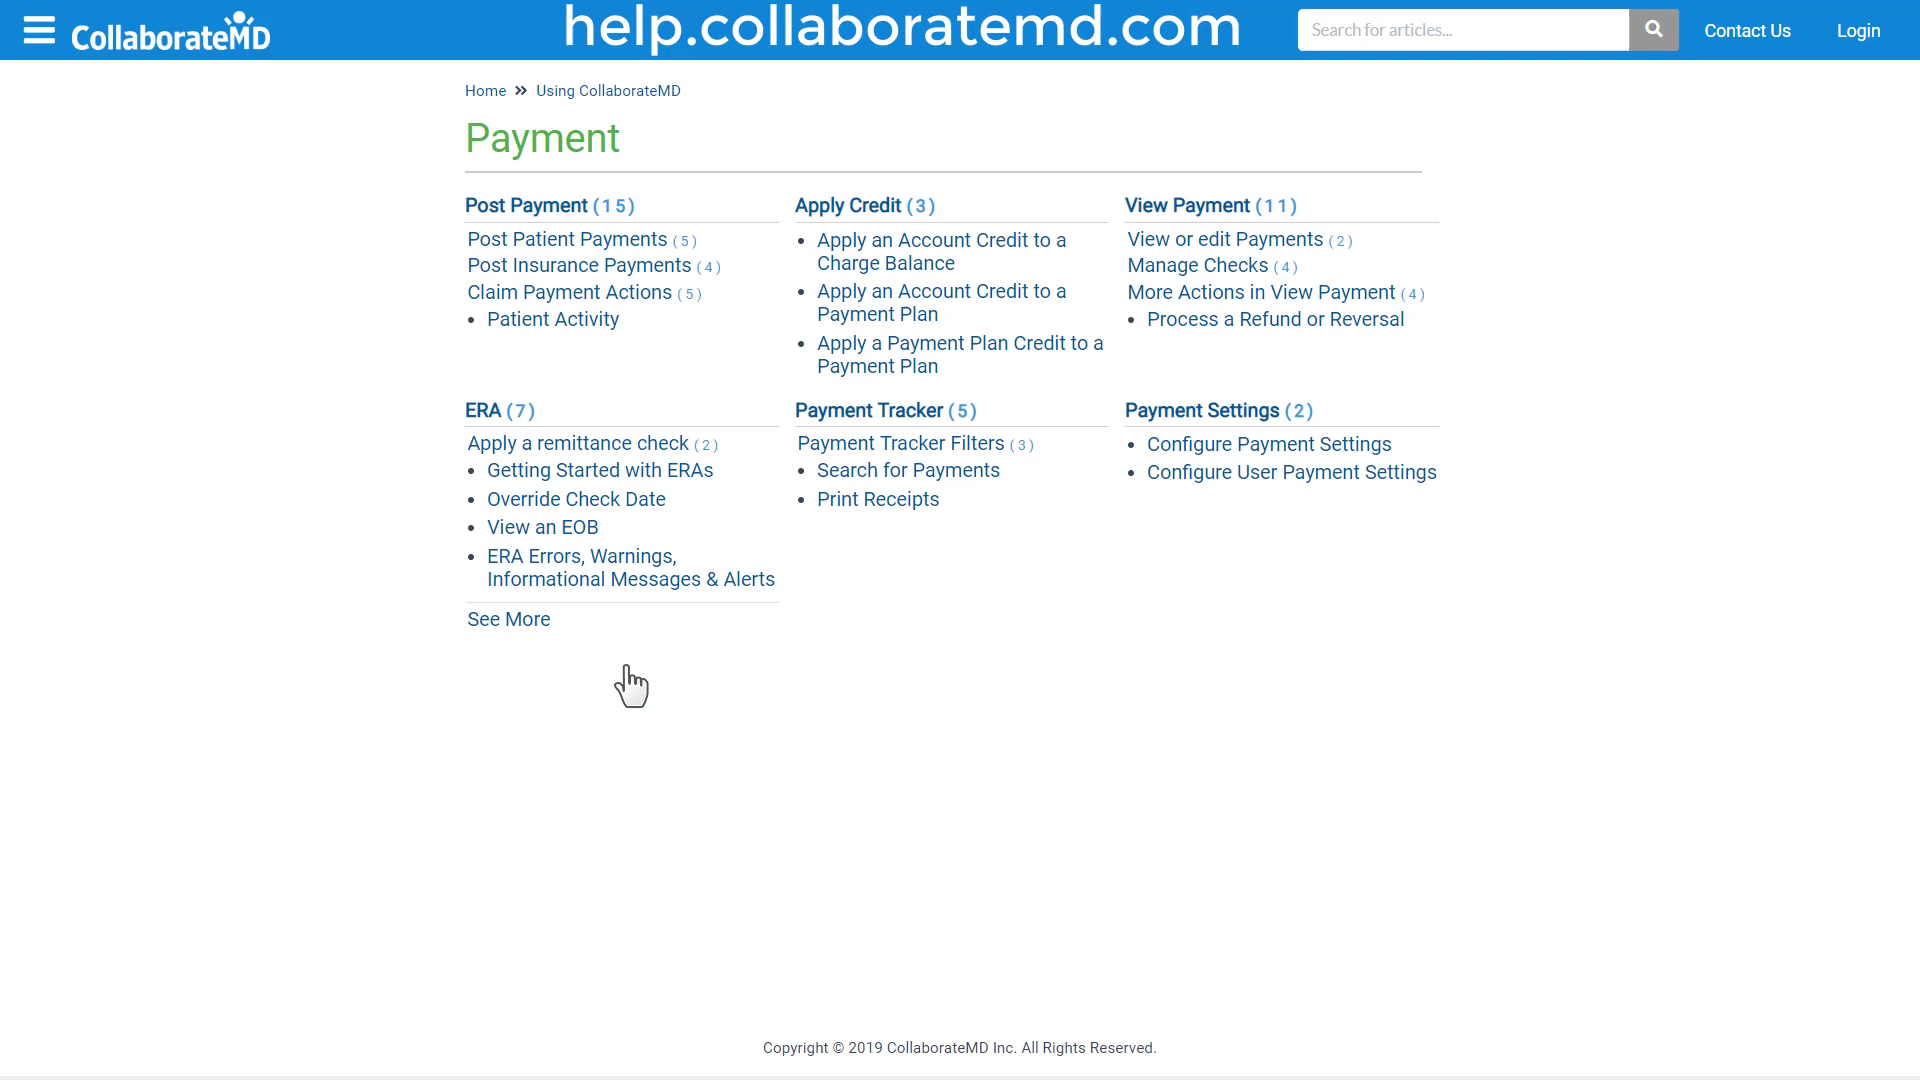 CollaborateMD
help.collaboratemd.com
Search for articles...
Contact Us
Login
Home » Using CollaborateMD
Payment
Post Payment (15)
Post Patient Payments (5)
Post Insurance Payments (4)
Claim Payment Actions (5)
• Patient Activity
Apply Credit (3)
• Apply an Account Credit to a
Charge Balance
• Apply an Account Credit to a
Payment Plan
• Apply a Payment Plan Credit to a
Payment Plan
View Payment (11)
View or edit Payments (2)
Manage Checks (4)
More Actions in View Payment (4)
• Process a Refund or Reversal
ERA (7)
Apply a remittance check (2)
• Getting Started with ERAs
• Override Check Date
• View an EOB
• ERA Errors, Warnings,
Informational Messages & Alerts
See More
Payment Tracker (5)
Payment Tracker Filters (3)
• Search for Payments
• Print Receipts
Payment Settings (2)
• Configure Payment Settings
• Configure User Payment Settings
Copyright © 2019 CollaborateMD Inc. All Rights Reserved.